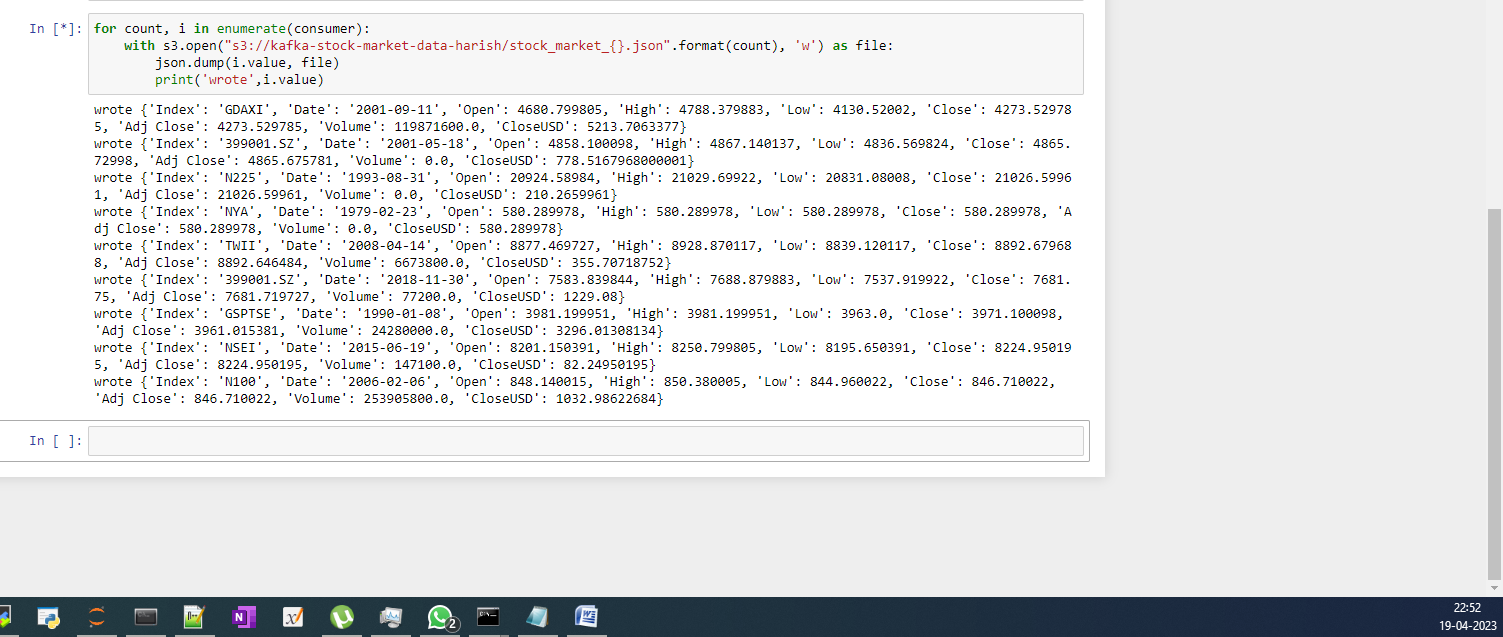 In [*]: for count, i in enumerate(consumer):
with s3.open("s3://kafka-stock-market-data-harish/stock_market_{}.json".format(count), 'w') as file:
json.dump(i.value, file)
print('wrote',i.value)
wrote {'Index': 'GDAXI', 'Date': '2001-09-11', 'Open': 4680.799805, 'High': 4788.379883, 'Low': 4130.52002, 'Close': 4273.52978
5, 'Adj Close': 4273.529785, 'Volume': 119871600.0, 'CloseUSD': 5213.7063377}
wrote {'Index': '399001.SZ', 'Date': '2001-05-18', 'Open': 4858.100098, 'High': 4867.140137, 'Low': 4836.569824, 'Close': 4865.
72998, 'Adj Close': 4865.675781, 'Volume': 0.0, 'CloseUSD': 778.5167968000001}
wrote {'Index': 'N225', 'Date': '1993-08-31', 'Open': 20924.58984, 'High': 21029.69922, 'Low': 20831.08008, 'Close': 21026.5996
1, 'Adj Close': 21026.59961, 'Volume': 0.0, 'CloseUSD': 210.2659961}
wrote {'Index': 'NYA', 'Date': '1979-02-23', 'Open': 580.289978, 'High': 580.289978, 'Low': 580.289978, 'Close': 580.289978, 'A
dj Close': 580.289978, 'Volume': 0.0, 'CloseUSD': 580.289978}
wrote {'Index': 'TWII', 'Date': '2008-04-14', 'Open': 8877.469727, 'High': 8928.870117, 'Low': 8839.120117, 'Close': 8892.67968
8, 'Adj Close': 8892.646484, 'Volume': 6673800.0, 'CloseUSD': 355.70718752}
wrote {'Index': '399001.SZ', 'Date': '2018-11-30', 'Open': 7583.839844, 'High': 7688.879883, 'Low': 7537.919922, 'Close': 7681.
75, 'Adj Close': 7681.719727, 'Volume': 77200.0, 'CloseUSD': 1229.08}
wrote {'Index': 'GSPTSE', 'Date': '1990-01-08', 'Open': 3981.199951, 'High': 3981.199951, 'Low': 3963.0, 'Close': 3971.100098,
'Adj Close': 3961.015381, 'Volume': 24280000.0, 'CloseUSD': 3296.01308134}
wrote {'Index': 'NSEI', 'Date': '2015-06-19', 'Open': 8201.150391, 'High': 8250.799805, 'Low': 8195.650391, 'Close': 8224.95019
5, 'Adj Close': 8224.950195, 'Volume': 147100.0, 'CloseUSD': 82.24950195}
wrote {'Index': 'N100', 'Date': '2006-02-06', 'Open': 848.140015, 'High': 850.380005, 'Low': 844.960022, 'Close': 846.710022,
'Adj Close': 846.710022, 'Volume': 253905800.0, 'CloseUSD': 1032.98622684}
In [ ]:
N
2
W
22:52
19-04-2023